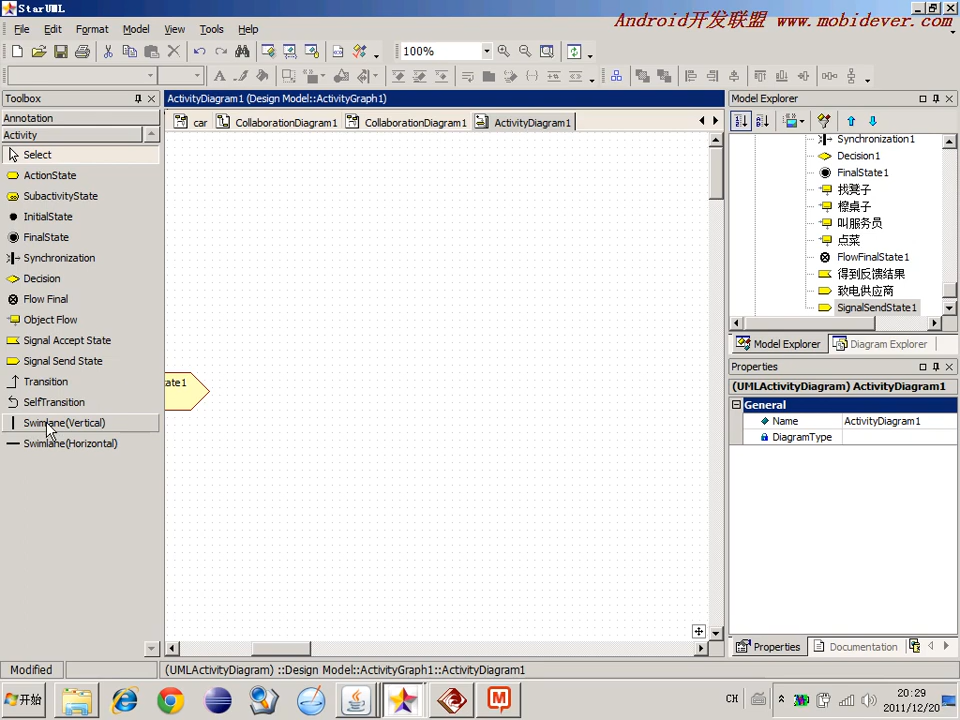 StarUML
Android开发联盟 www.mobidever.com
File Edit Format Model View Tools Help
100%
Toolbox
ActivityDiagram1 (Design Model::ActivityGraph1)
Model Explorer
Annotation
Activity
car CollaborationDiagram1 CollaborationDiagram1 ActivityDiagram1
Select
ActionState
SubactivityState
InitialState
FinalState
Synchronization
Decision
Flow Final
Object Flow
Signal Accept State
Signal Send State
Transition
SelfTransition
Swimlane(Vertical)
Swimlane(Horizontal)
ate1
Synchronization1
Decision1
FinalState1
找凳子
檫桌子
叫服务员
点菜
FlowFinalState1
得到反馈结果
致电供应商
SignalSendState1
Model Explorer Diagram Explorer
Properties
(UMLActivityDiagram) ActivityDiagram1
General
Name ActivityDiagram1
DiagramType
Properties Documentation
Modified
(UMLActivityDiagram) ::Design Model::ActivityGraph1::ActivityDiagram1
开始
CH
20:29
2011/12/20